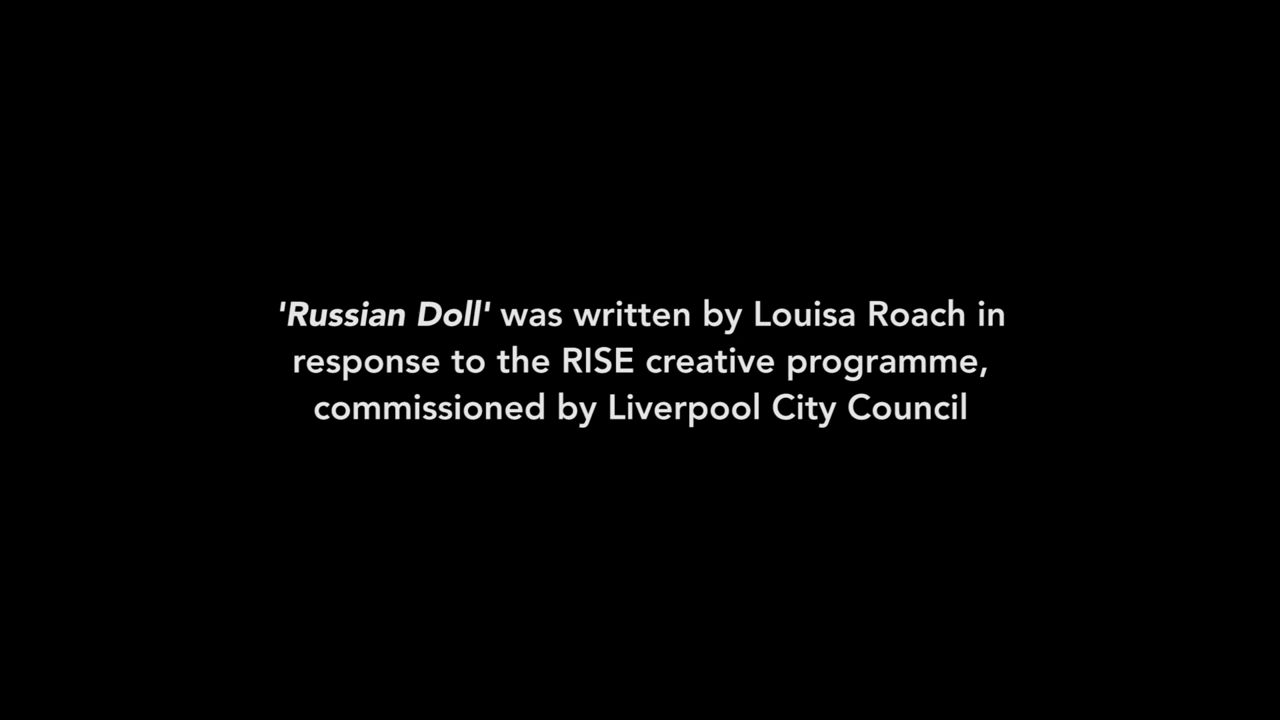 'Russian Doll' was written by Louisa Roach in
response to the RISE creative programme,
commissioned by Liverpool City Council